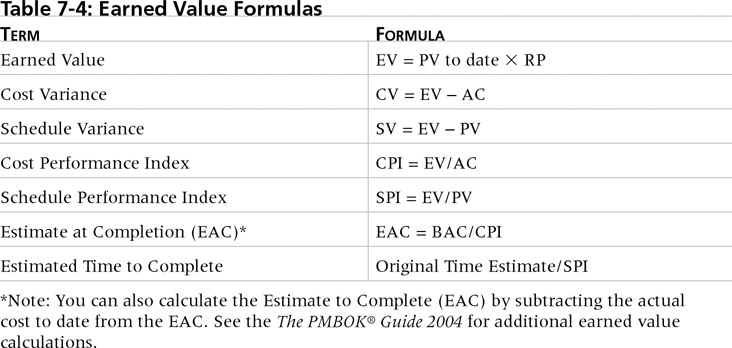 Table 7-4: Earned Value Formulas
TERM FORMULA
Earned Value EV = PV to date × RP
Cost Variance CV = EV – AC
Schedule Variance SV = EV – PV
Cost Performance Index CPI = EV/AC
Schedule Performance Index SPI = EV/PV
Estimate at Completion (EAC)* EAC = BAC/CPI
Estimated Time to Complete Original Time Estimate/SPI
*Note: You can also calculate the Estimate to Complete (EAC) by subtracting the actual
cost to date from the EAC. See the The PMBOK® Guide 2004 for additional earned value
calculations.